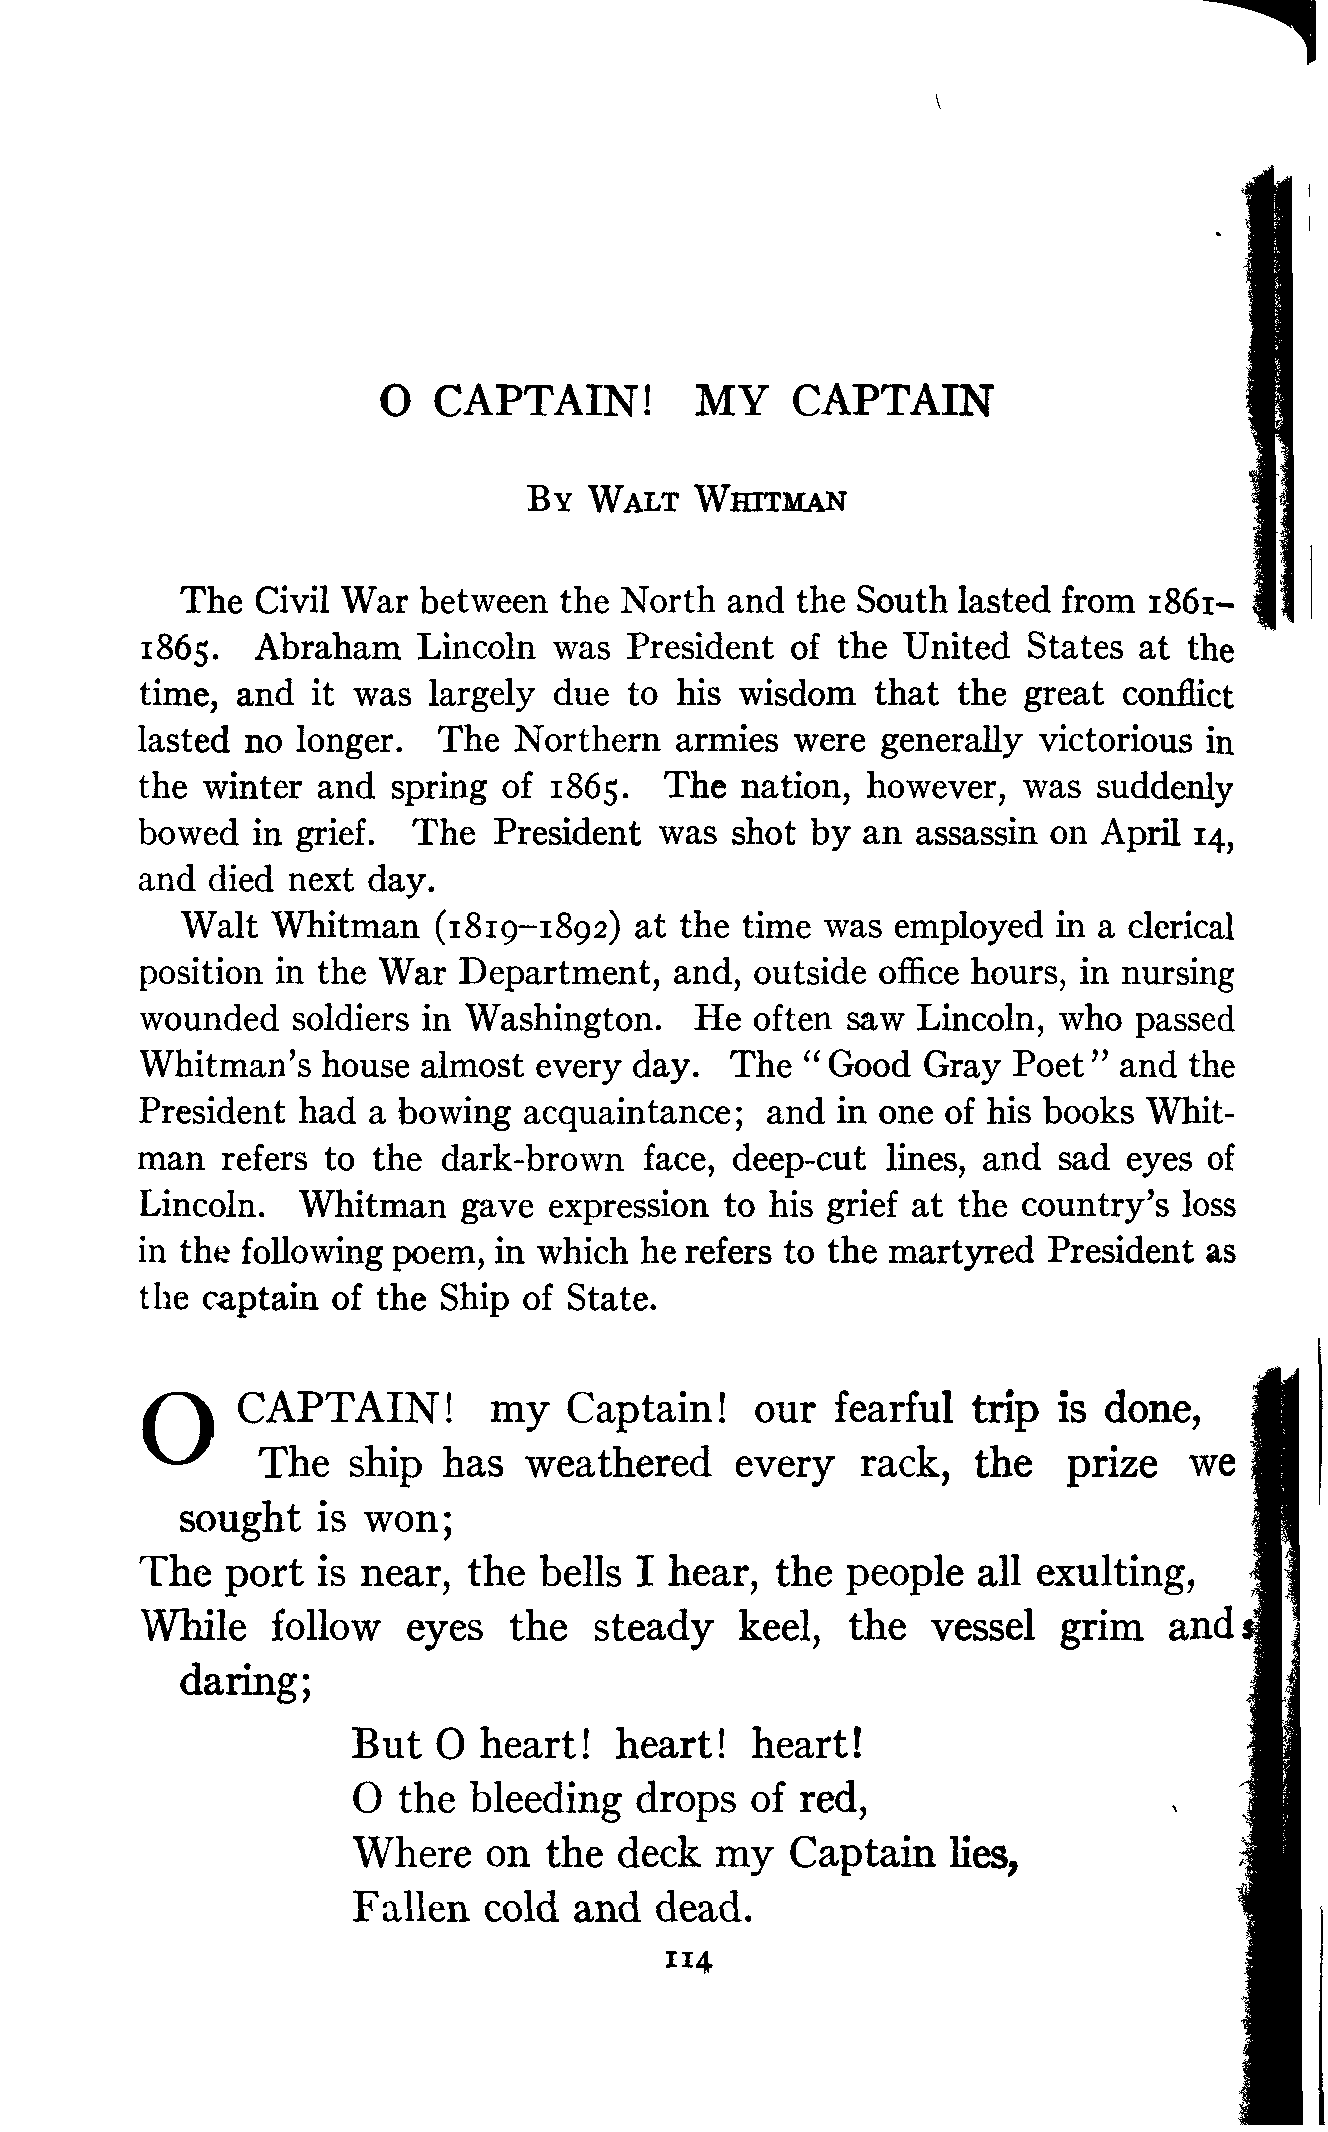 O CAPTAIN! MY CAPTAIN
By Walt Whitman
The Civil War between the North and the South lasted from 1861–
1865. Abraham Lincoln was President of the United States at the
time, and it was largely due to his wisdom that the great conflict
lasted no longer. The Northern armies were generally victorious in
the winter and spring of 1865. The nation, however, was suddenly
bowed in grief. The President was shot by an assassin on April 14,
and died next day.
Walt Whitman (1819–1892) at the time was employed in a clerical
position in the War Department, and, outside office hours, in nursing
wounded soldiers in Washington. He often saw Lincoln, who passed
Whitman's house almost every day. The "Good Gray Poet" and the
President had a bowing acquaintance; and in one of his books Whit-
man refers to the dark-brown face, deep-cut lines, and sad eyes of
Lincoln. Whitman gave expression to his grief at the country's loss
in the following poem, in which he refers to the martyred President as
the captain of the Ship of State.
O CAPTAIN! my Captain! our fearful trip is done,
The ship has weathered every rack, the prize we
sought is won;
The port is near, the bells I hear, the people all exulting,
While follow eyes the steady keel, the vessel grim and
daring;
But O heart! heart! heart!
O the bleeding drops of red,
Where on the deck my Captain lies,
Fallen cold and dead.
114